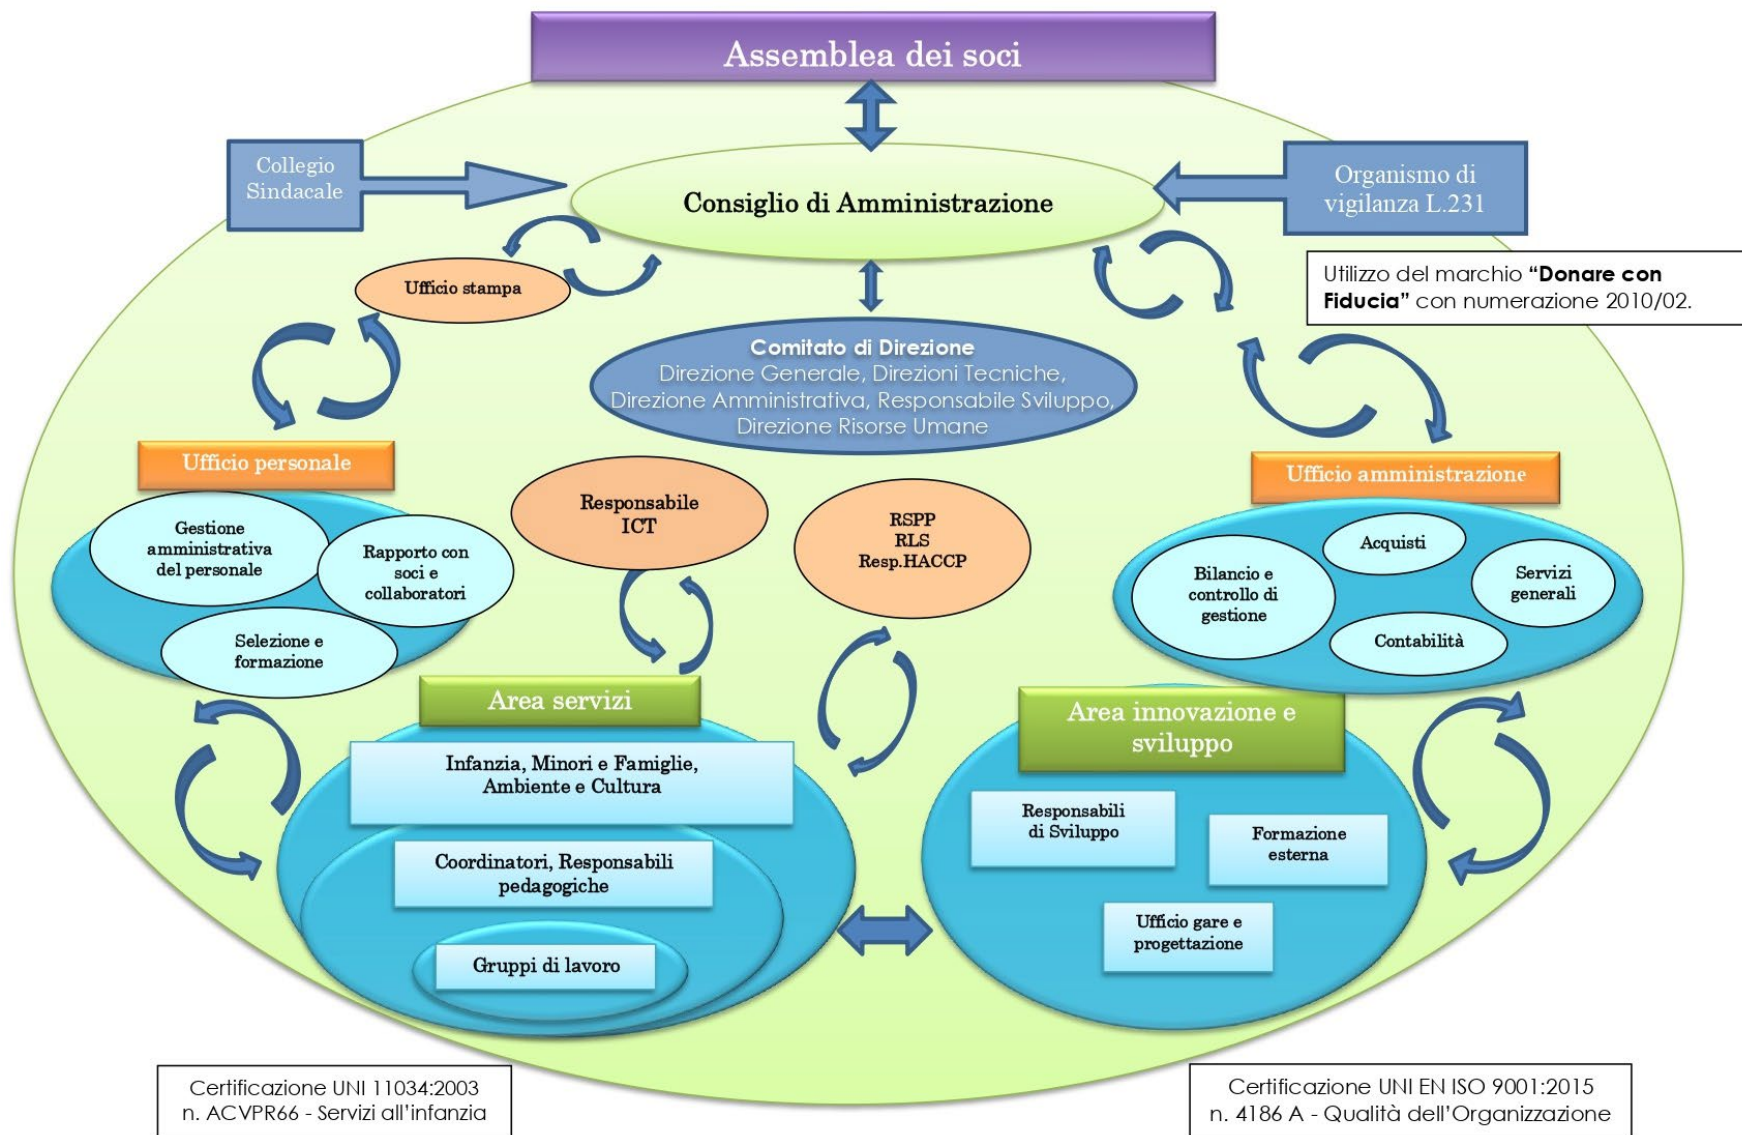 Assemblea dei soci
Collegio
Sindacale
Consiglio di Amministrazione
Organismo di
vigilanza L.231
Utilizzo del marchio “Donare con
Fiducia” con numerazione 2010/02.
Ufficio stampa
Comitato di Direzione
Direzione Generale, Direzioni Tecniche,
Direzione Amministrativa, Responsabile Sviluppo,
Direzione Risorse Umane
Ufficio personale
Gestione
amministrativa
del personale
Rapporto con
soci e
collaboratori
Selezione e
formazione
Responsabile
ICT
RSPP
RLS
Resp.HACCP
Ufficio amministrazione
Acquisti
Bilancio e
controllo di
gestione
Servizi
generali
Contabilità
Area servizi
Infanzia, Minori e Famiglie,
Ambiente e Cultura
Coordinatori, Responsabili
pedagogiche
Gruppi di lavoro
Area innovazione e
sviluppo
Responsabili
di Sviluppo
Formazione
esterna
Ufficio gare e
progettazione
Certificazione UNI 11034:2003
n. ACVPR66 - Servizi all’infanzia
Certificazione UNI EN ISO 9001:2015
n. 4186 A - Qualità dell’Organizzazione